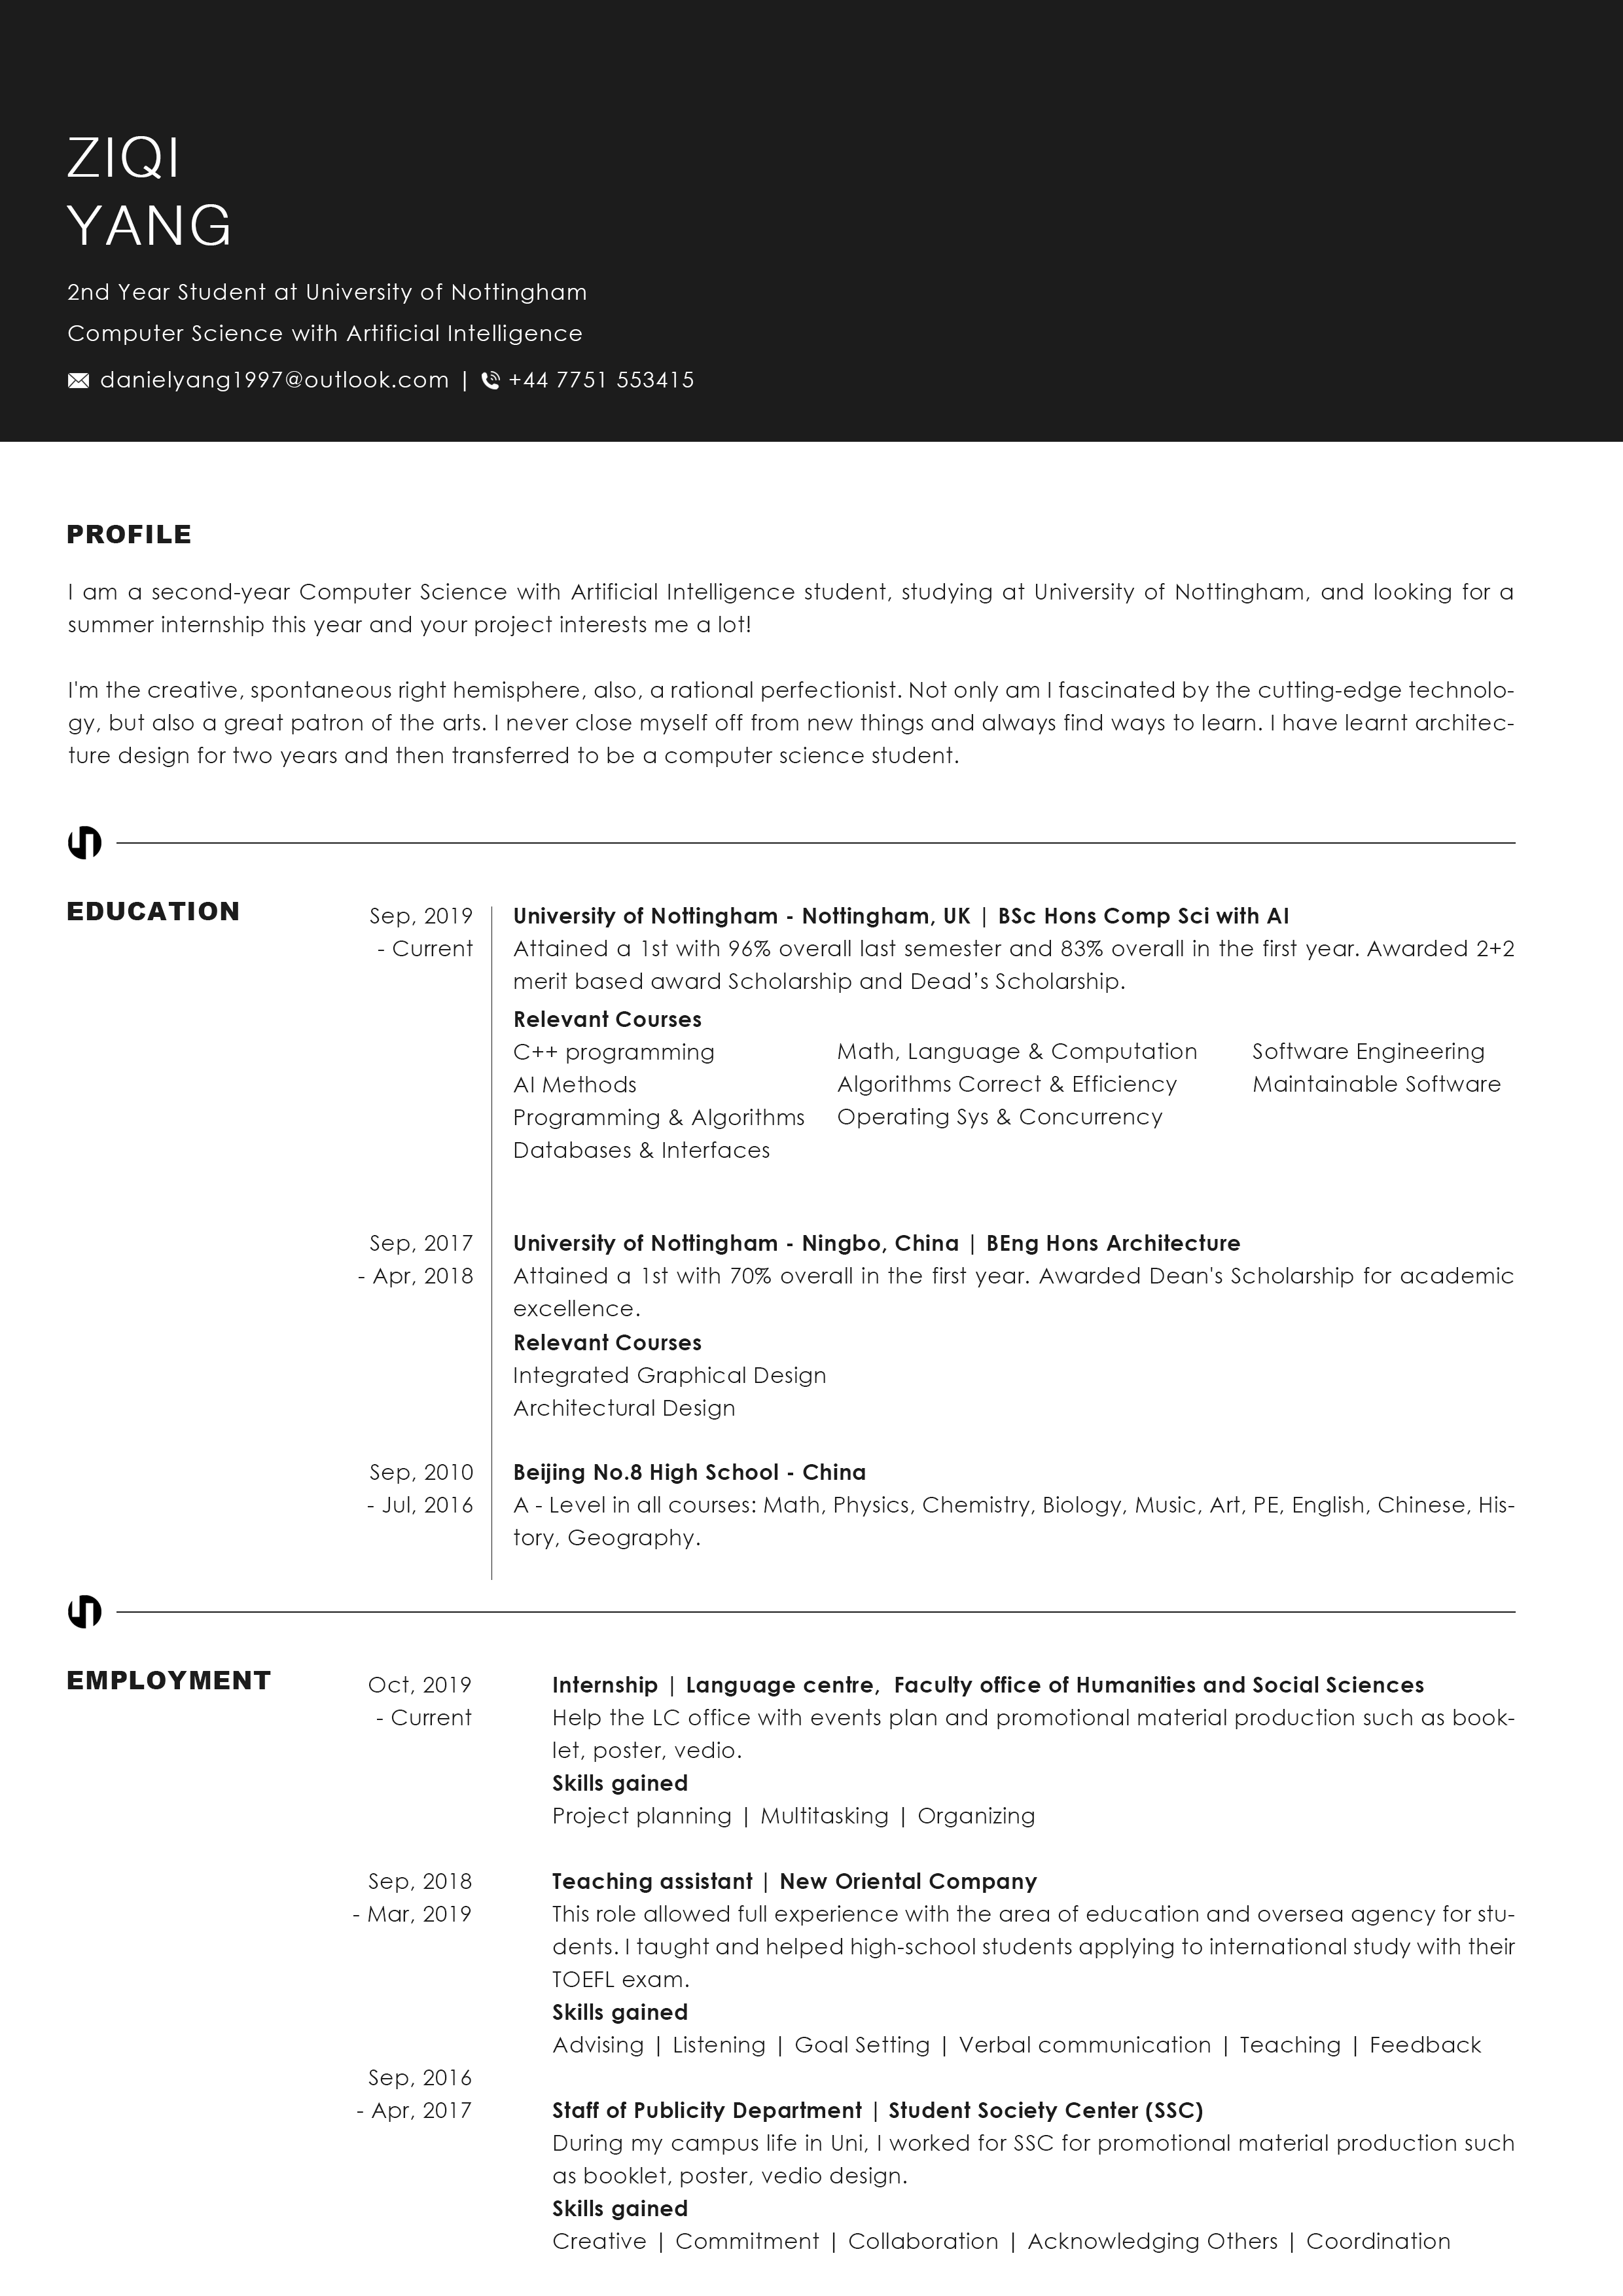 ZIQI
YANG
2nd Year Student at University of Nottingham
Computer Science with Artificial Intelligence
danielyang1997@outlook.com | +44 7751 553415
PROFILE
I am a second-year Computer Science with Artificial Intelligence student, studying at University of Nottingham, and looking for a
summer internship this year and your project interests me a lot!
I'm the creative, spontaneous right hemisphere, also, a rational perfectionist. Not only am I fascinated by the cutting-edge technolo-
gy, but also a great patron of the arts. I never close myself off from new things and always find ways to learn. I have learnt architec-
ture design for two years and then transferred to be a computer science student.
EDUCATION
Sep, 2019
- Current
University of Nottingham - Nottingham, UK | BSc Hons Comp Sci with AI
Attained a 1st with 96% overall last semester and 83% overall in the first year. Awarded 2+2
merit based award Scholarship and Dead’s Scholarship.
Relevant Courses
C++ programming
AI Methods
Programming & Algorithms
Databases & Interfaces
Math, Language & Computation
Algorithms Correct & Efficiency
Operating Sys & Concurrency
Software Engineering
Maintainable Software
Sep, 2017
- Apr, 2018
University of Nottingham - Ningbo, China | BEng Hons Architecture
Attained a 1st with 70% overall in the first year. Awarded Dean's Scholarship for academic
excellence.
Relevant Courses
Integrated Graphical Design
Architectural Design
Sep, 2010
- Jul, 2016
Beijing No.8 High School - China
A - Level in all courses: Math, Physics, Chemistry, Biology, Music, Art, PE, English, Chinese, His-
tory, Geography.
EMPLOYMENT
Oct, 2019
- Current
Internship | Language centre, Faculty office of Humanities and Social Sciences
Help the LC office with events plan and promotional material production such as book-
let, poster, vedio.
Skills gained
Project planning | Multitasking | Organizing
Sep, 2018
- Mar, 2019
Teaching assistant | New Oriental Company
This role allowed full experience with the area of education and oversea agency for stu-
dents. I taught and helped high-school students applying to international study with their
TOEFL exam.
Skills gained
Advising | Listening | Goal Setting | Verbal communication | Teaching | Feedback
Sep, 2016
- Apr, 2017
Staff of Publicity Department | Student Society Center (SSC)
During my campus life in Uni, I worked for SSC for promotional material production such
as booklet, poster, vedio design.
Skills gained
Creative | Commitment | Collaboration | Acknowledging Others | Coordination